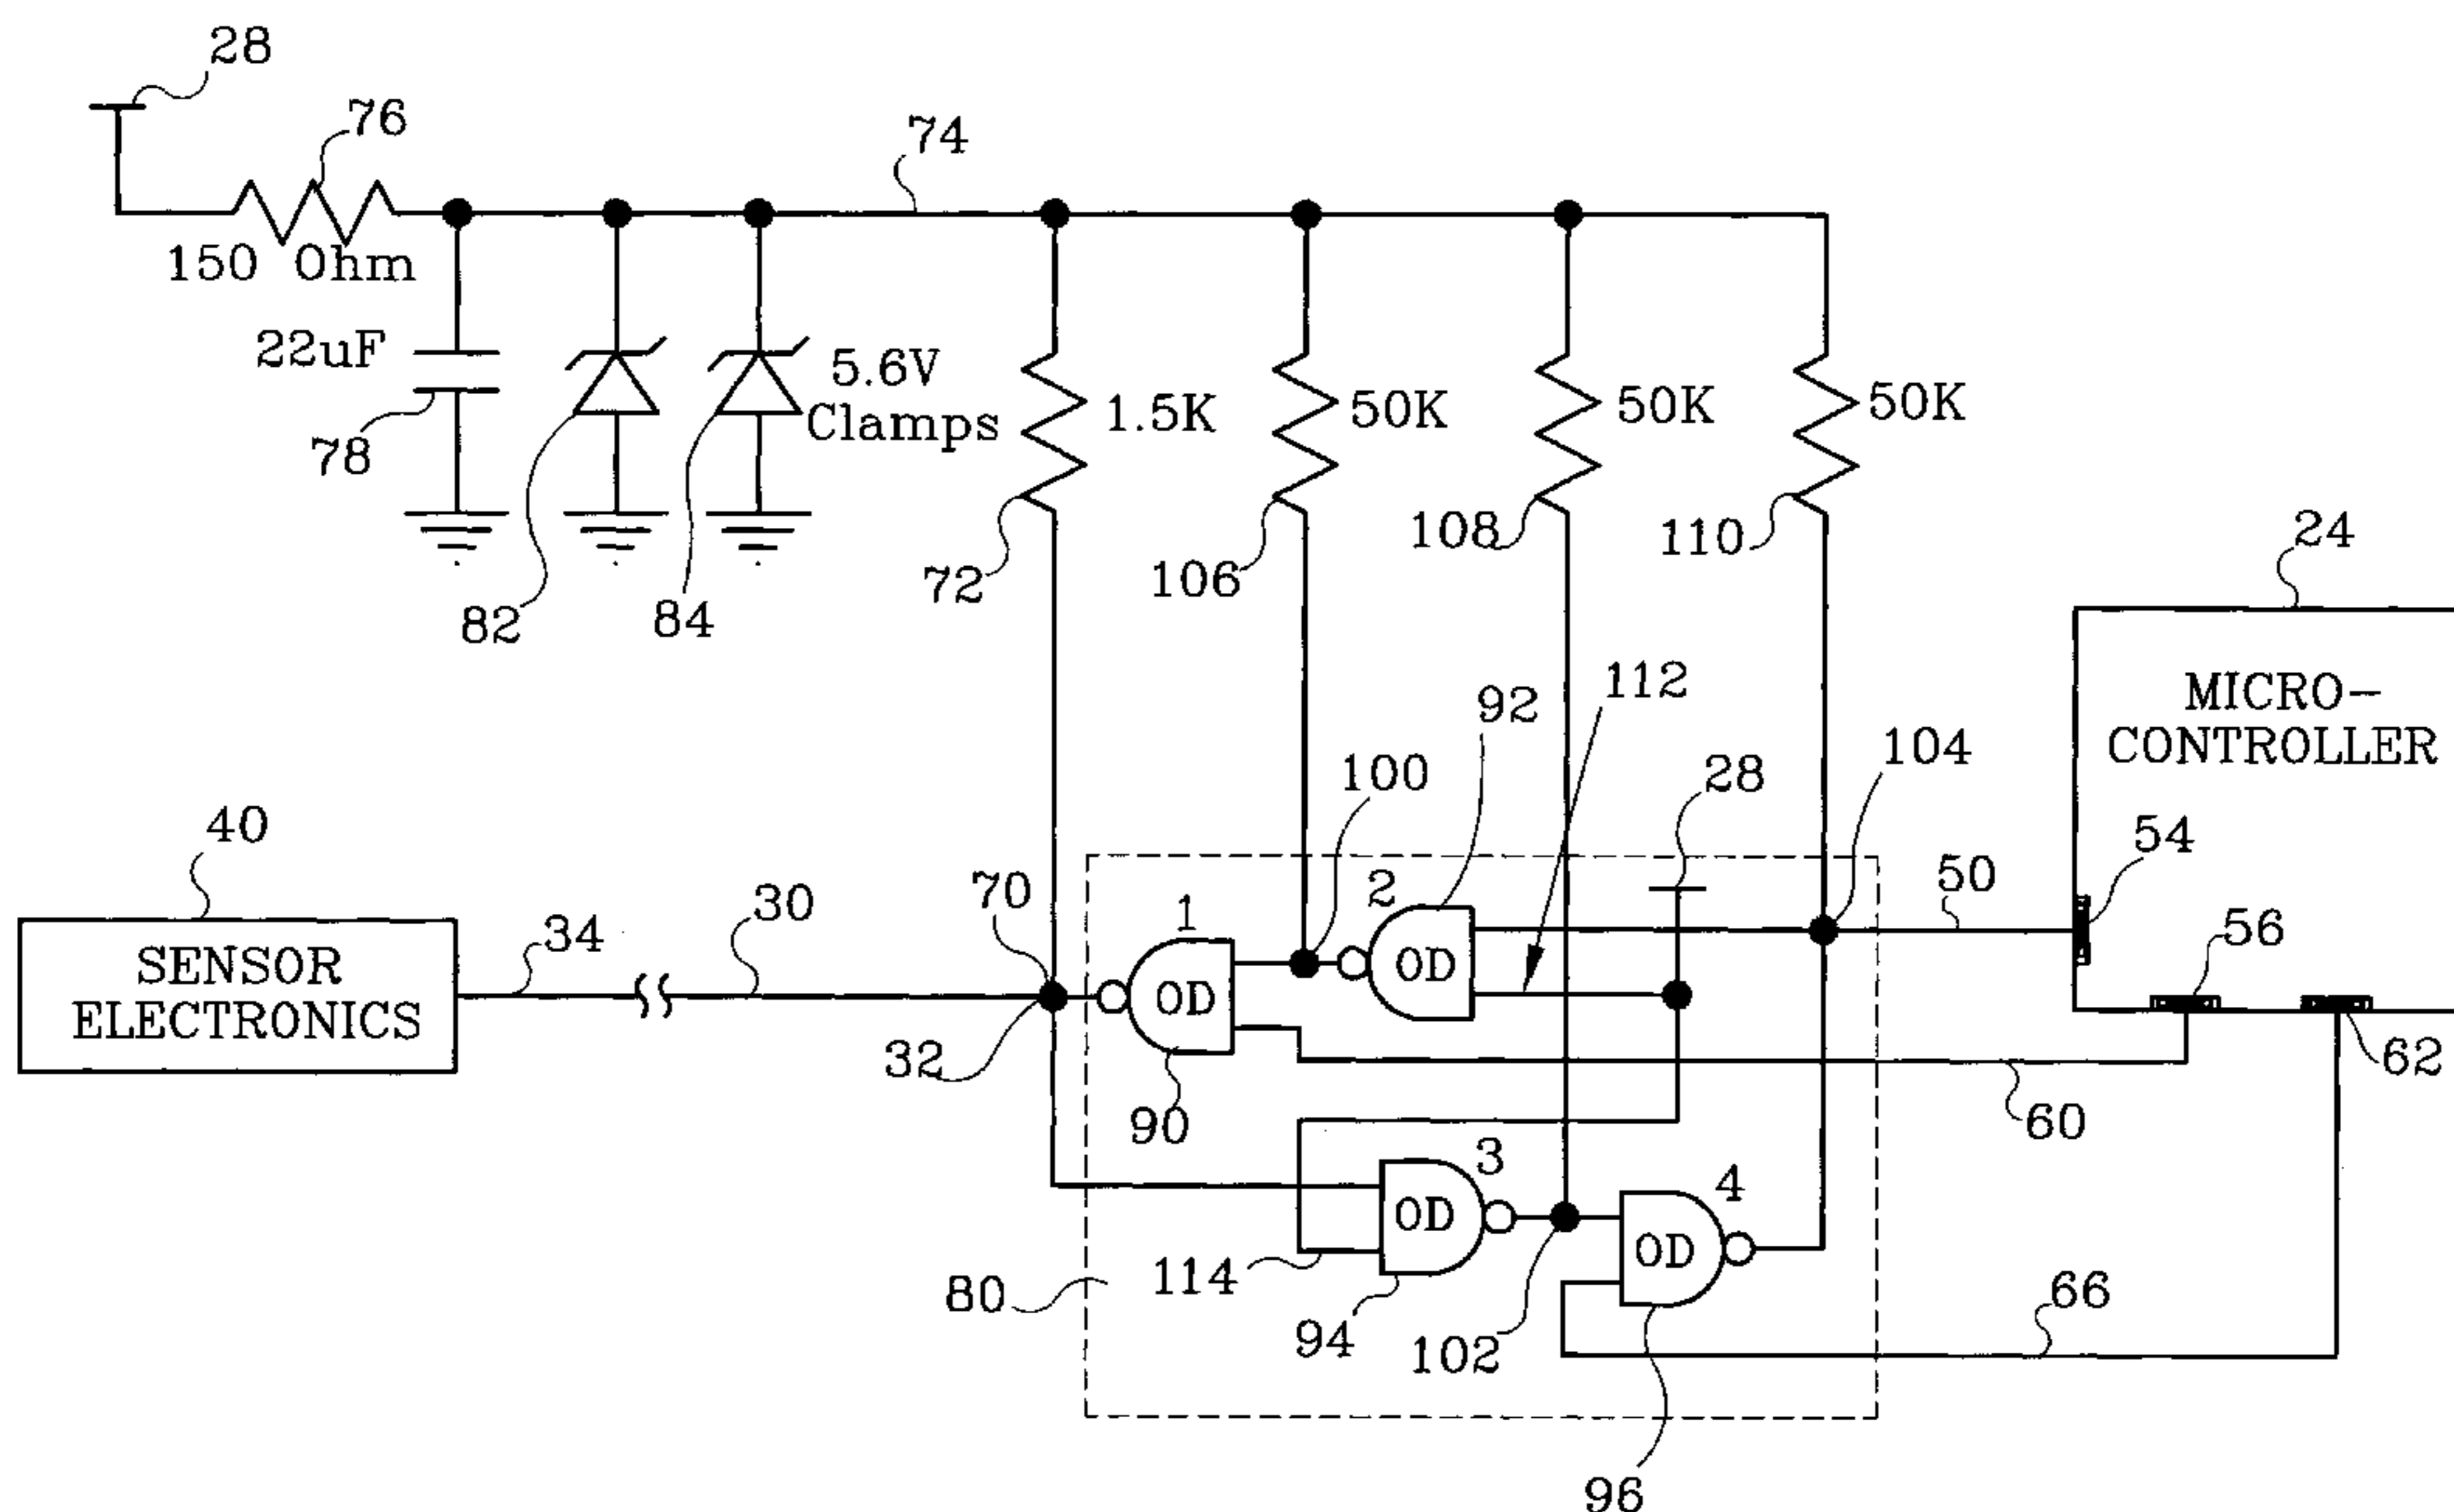 28
76
74
150 Ohm
22uF
5.6V
Clamps
1.5K
50K
50K
50K
78
82
84
72
106
108
110
24
MICRO-
CONTROLLER
92
112
28
104
100
54
40
SENSOR
ELECTRONICS
34
30
70
32
1
OD
2
OD
50
56
62
90
60
3
OD
4
OD
114
80
94
102
66
96